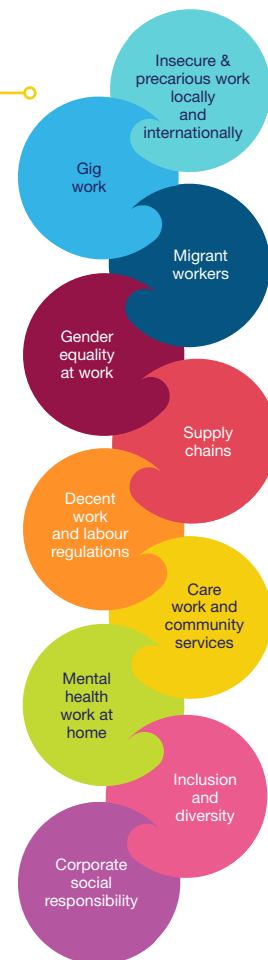 Insecure &
precarious work
locally
and
internationally
Gig
work
Migrant
workers
Gender
equality
at work
Supply
chains
Decent
work
and labour
regulations
Care
work and
community
services
Mental
health
work at
home
Inclusion
and
diversity
Corporate
social
responsibility